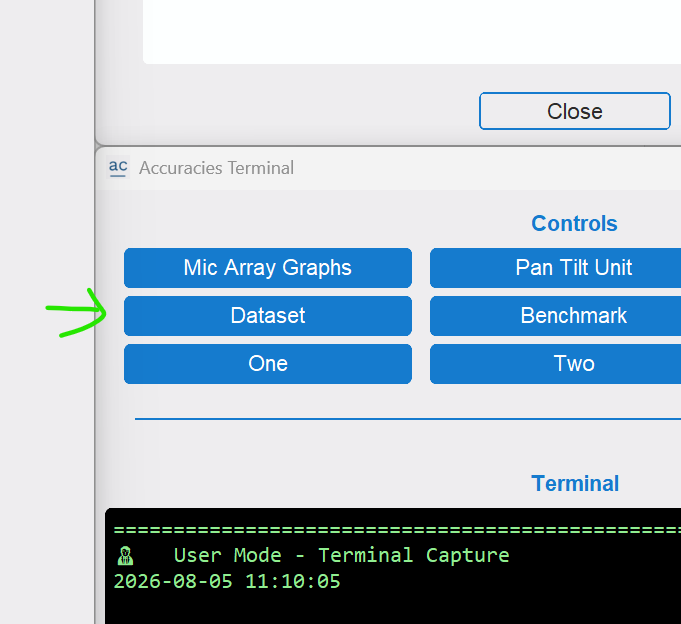 Close
ac Accuracies Terminal
Controls
Mic Array Graphs Pan Tilt Unit
Dataset Benchmark
One Two
Terminal
================================================
User Mode - Terminal Capture
2026-08-05 11:10:05